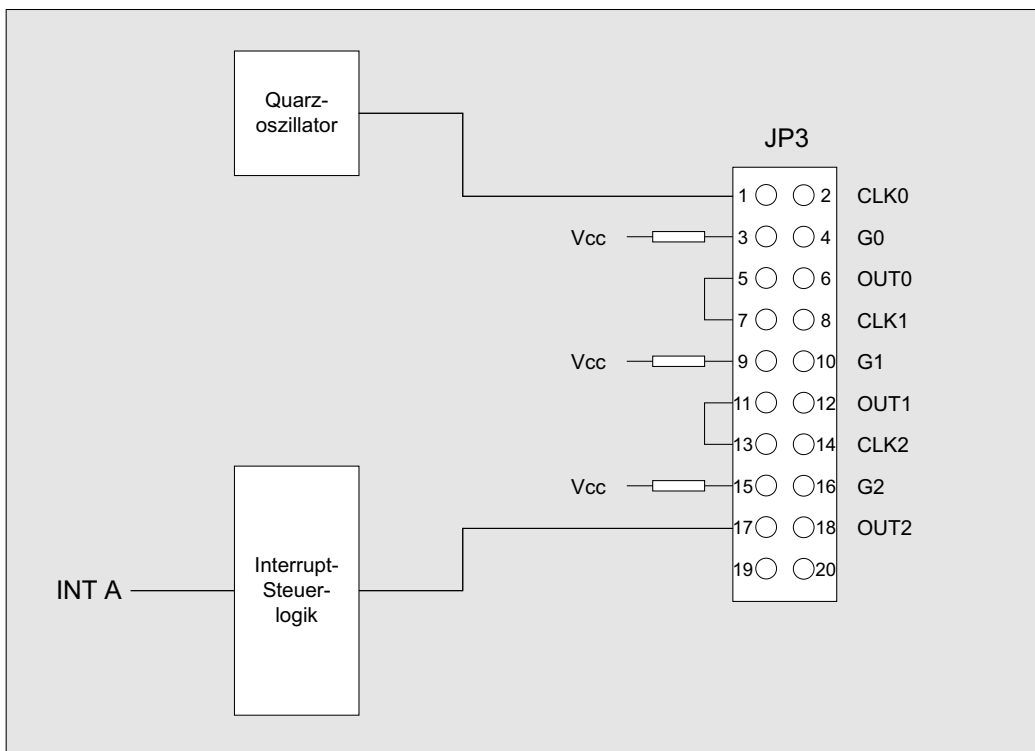 Quarz-
oszillator
JP3
1 2 CLK0
Vcc 3 4 G0
5 6 OUT0
7 8 CLK1
Vcc 9 10 G1
11 12 OUT1
13 14 CLK2
Vcc 15 16 G2
17 18 OUT2
19 20
INT A
Interrupt-
Steuer-
logik